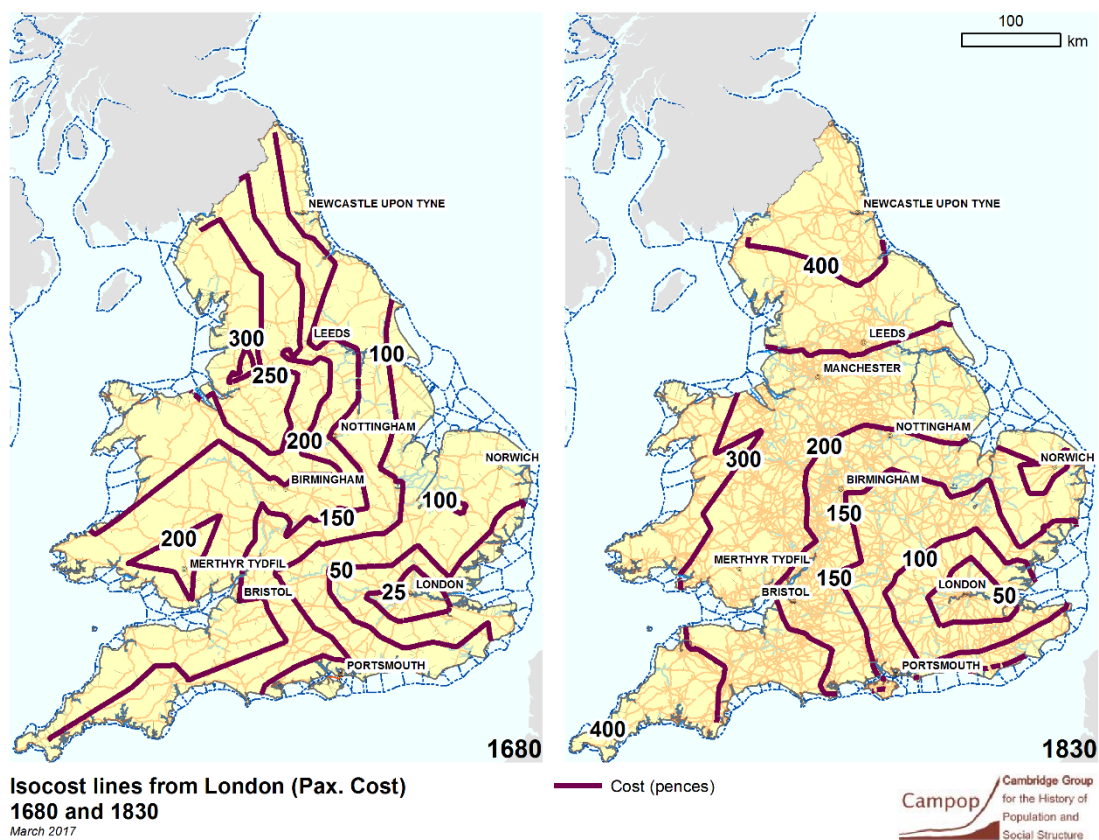 NEWCASTLE UPON TYNE
300
LEEDS
100
250
200
NOTTINGHAM
NORWICH
BIRMINGHAM
100
150
200
MERTHYR TYDFIL
50
LONDON
25
BRISTOL
PORTSMOUTH
1680
100
km
NEWCASTLE UPON TYNE
400
LEEDS
MANCHESTER
NOTTINGHAM
200
300
NORWICH
BIRMINGHAM
150
MERTHYR TYDFIL
100
150
LONDON
50
BRISTOL
PORTSMOUTH
400
1830
Isocost lines from London (Pax. Cost)
1680 and 1830
March 2017
Cost (pences)
Campop
Cambridge Group
for the History of
Population and
Social Structure